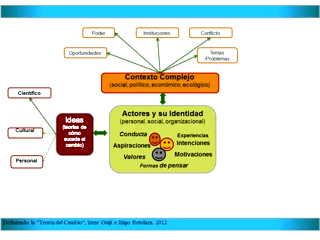 Poder
Instituciones
Conflicto
Oportunidades
Temas
/Problemas
Contexto Complejo
(social, político, económico, ecológico)
Científico
Cultural
Personal
Ideas
(teorías de
cómo
sucede el
cambio)
Actores y su Identidad
(personal, social, organizacional)
Conducta
Aspiraciones
Valores
Experiencias
Intenciones
Motivaciones
Formas de pensar
Definiendo la "Teoría del Cambio", Irene Guijt e Iñigo Retolaza, 2012